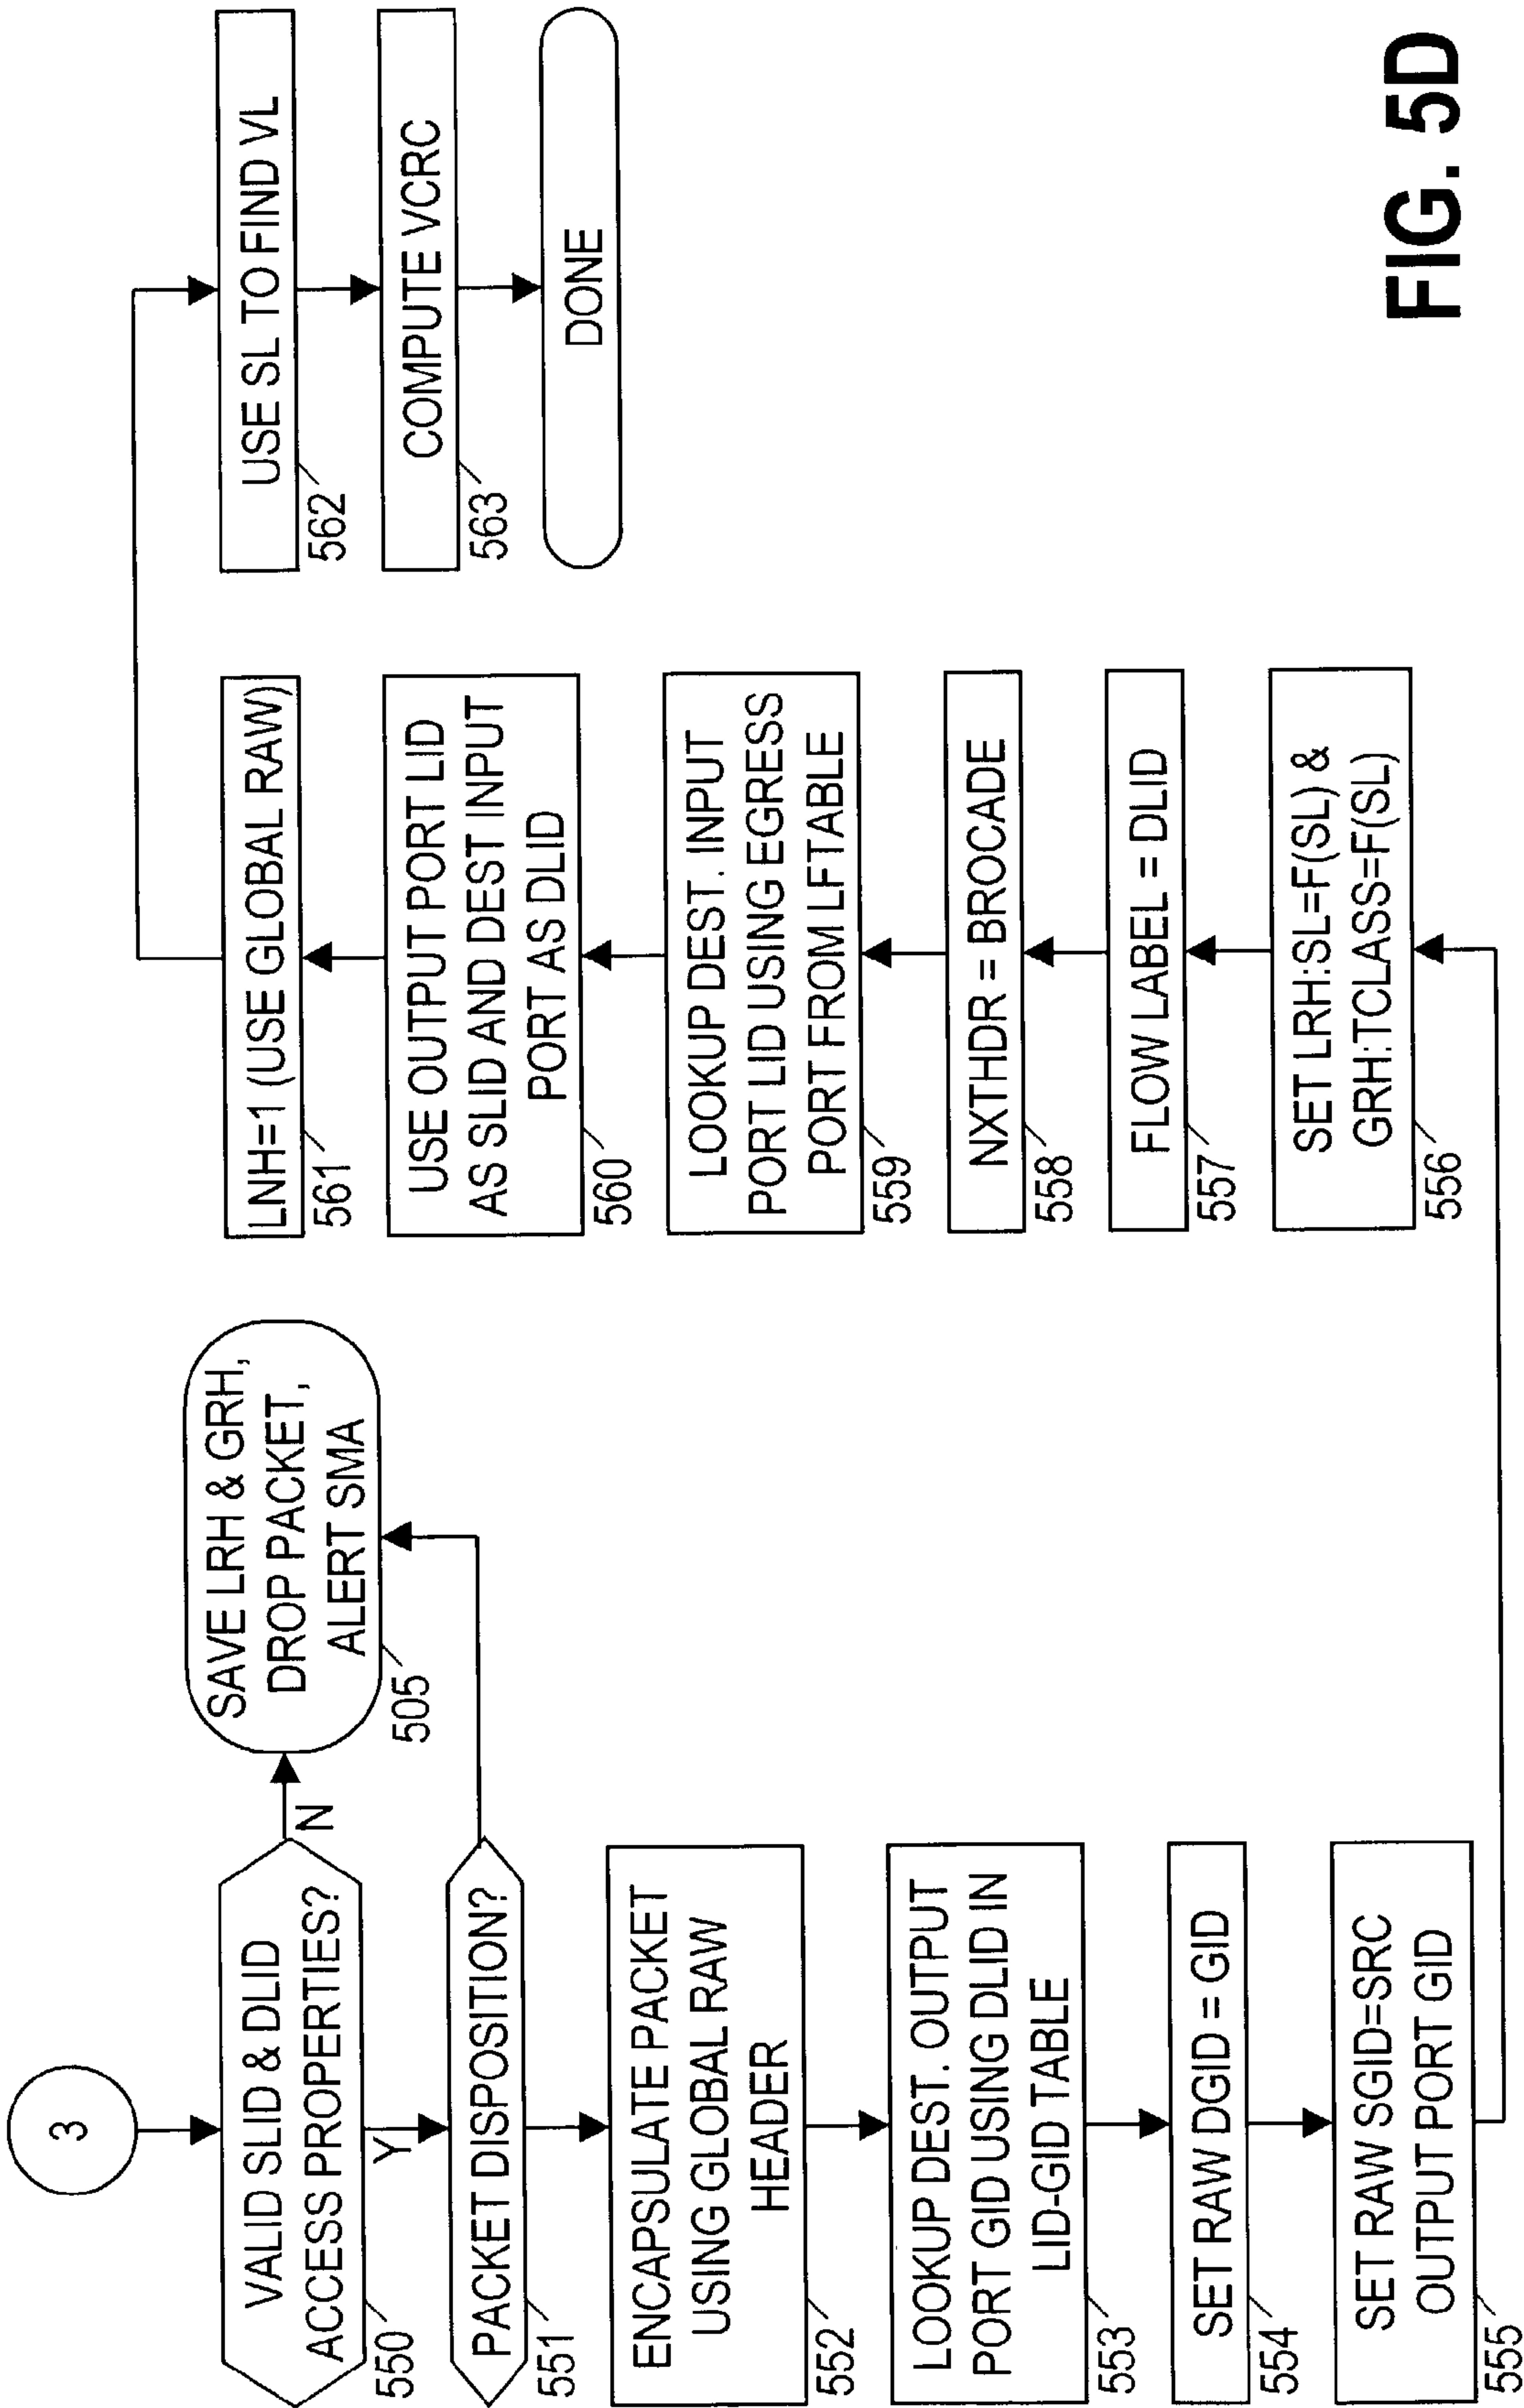 3
VALID SLID & DLID
ACCESS PROPERTIES?
550
N
Y
SAVE LRH & GRH,
DROP PACKET,
ALERT SMA
505
PACKET DISPOSITION?
551
ENCAPSULATE PACKET
USING GLOBAL RAW
HEADER
552
LOOKUP DEST. OUTPUT
PORT GID USING DLID IN
LID-GID TABLE
553
SET RAW DGID = GID
554
SET RAW SGID=SRC
OUTPUT PORT GID
555
SET LRH:SL=F(SL) &
GRH:TCLASS=F(SL)
556
FLOW LABEL = DLID
557
NXTHDR = BROCADE
558
LOOKUP DEST. INPUT
PORT LID USING EGRESS
PORT FROM LFTABLE
559
USE OUTPUT PORT LID
AS SLID AND DEST INPUT
PORT AS DLID
560
LNH=1 (USE GLOBAL RAW)
561
USE SL TO FIND VL
562
COMPUTE VCRC
563
DONE
FIG. 5D